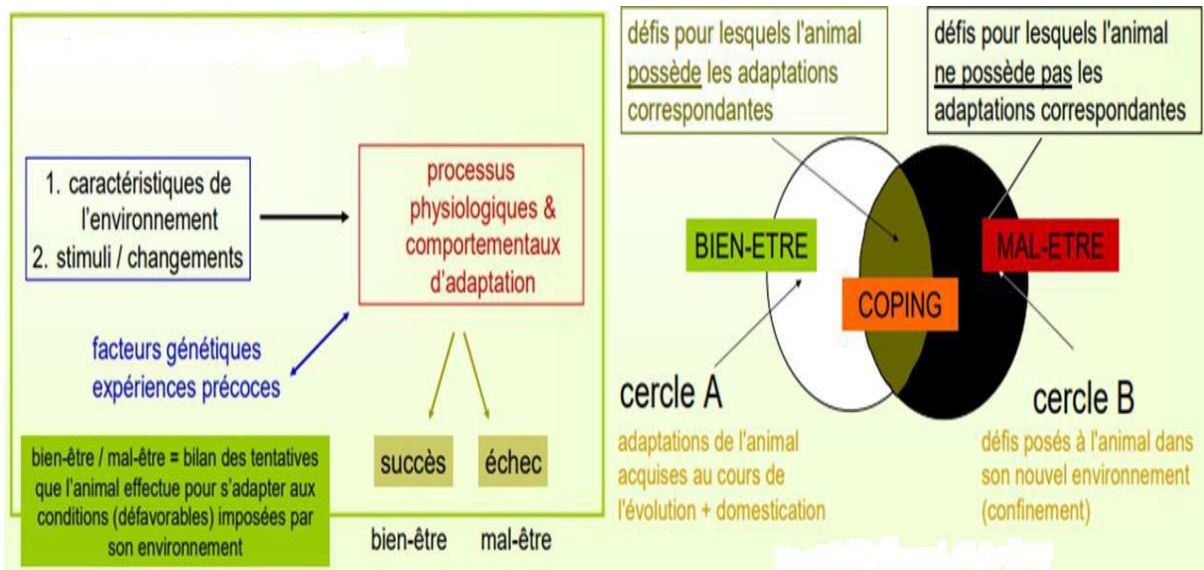 1. caractéristiques de
l'environnement
2. stimuli / changements
processus
physiologiques &
comportementaux
d'adaptation
facteurs génétiques
expériences précoces
bien-être / mal-être = bilan des tentatives
que l'animal effectue pour s'adapter aux
conditions (défavorables) imposées par
son environnement
succès
échec
bien-être
mal-être
défis pour lesquels l'animal
possède les adaptations
correspondantes
défis pour lesquels l'animal
ne possède pas les
adaptations correspondantes
BIEN-ETRE
MAL-ETRE
COPING
cercle A
adaptations de l'animal
acquises au cours de
l'évolution + domestication
cercle B
défis posés à l'animal dans
son nouvel environnement
(confinement)